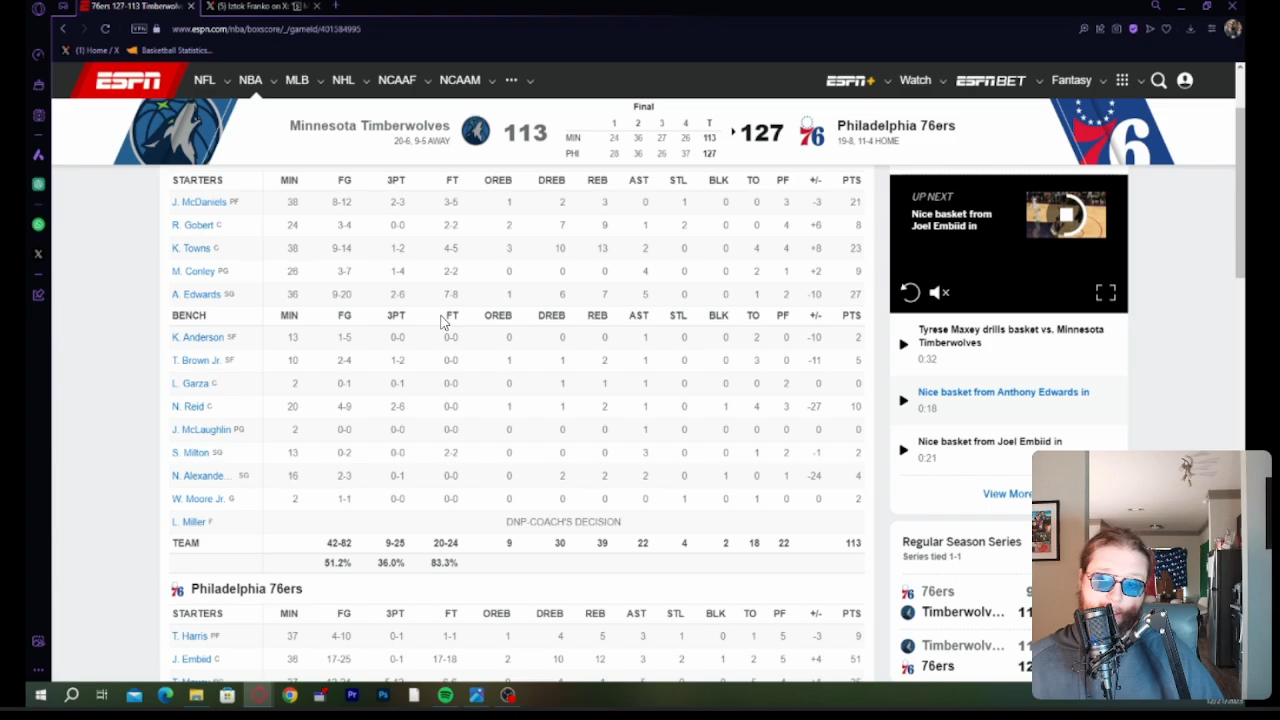 76ers 127-113 Timberwolv
(5) Iztok Franko on X:
www.espn.com/nba/boxscore/_/gameId/401584995
VPN
(1) Home / X Basketball Statistics...
ESPN NFL NBA MLB NHL NCAAF NCAAM ESPN+ Watch ESPN BET Fantasy
Final
Minnesota Timberwolves 113 127 Philadelphia 76ers
20-6, 9-5 AWAY 19-8, 11-4 HOME
1 2 3 4 T
MIN 24 36 27 26 113
PHI 28 36 26 37 127
STARTERS MIN FG 3PT FT OREB DREB REB AST STL BLK TO PF +/- PTS
J. McDaniels PF 38 8-12 2-3 3-5 1 2 3 0 1 0 0 3 -3 21
R. Gobert C 24 3-4 0-0 2-2 2 7 9 1 2 0 0 4 +6 8
K. Towns C 38 9-14 1-2 4-5 3 10 13 2 0 0 4 4 +8 23
M. Conley PG 26 3-7 1-4 2-2 0 0 0 4 0 0 2 1 +2 9
A. Edwards SG 36 9-20 2-6 7-8 1 6 7 5 0 0 1 2 -10 27
BENCH MIN FG 3PT FT OREB DREB REB AST STL BLK TO PF +/- PTS
K. Anderson SF 13 1-5 0-0 0-0 0 0 0 1 0 0 2 0 -10 2
T. Brown Jr. SF 10 2-4 1-2 0-0 1 1 2 1 0 0 3 0 -11 5
L. Garza C 2 0-1 0-1 0-0 0 1 1 1 0 0 0 2 0 0
N. Reid C 20 4-9 2-6 0-0 1 1 2 1 0 1 4 3 -27 10
J. McLaughlin PG 2 0-0 0-0 0-0 0 0 0 1 0 0 0 0 0 0
S. Milton SG 13 0-2 0-0 2-2 0 0 0 3 0 0 1 2 -1 2
N. Alexande... SG 16 2-3 0-1 0-0 0 2 2 2 0 1 0 1 -24 4
W. Moore Jr. G 2 1-1 0-0 0-0 0 0 0 0 1 0 1 0 0 2
L. Miller F DNP-COACH'S DECISION
TEAM 42-82 9-25 20-24 9 30 39 22 4 2 18 22 113
51.2% 36.0% 83.3%
Philadelphia 76ers
STARTERS MIN FG 3PT FT OREB DREB REB AST STL BLK TO PF +/- PTS
T. Harris PF 37 4-10 0-1 1-1 1 4 5 3 1 0 1 5 -3 9
J. Embiid C 36 17-25 0-1 17-18 2 10 12 3 2 1 2 5 +4 51
UP NEXT
Nice basket from
Joel Embiid in
Tyrese Maxey drills basket vs. Minnesota
Timberwolves
0:32
Nice basket from Anthony Edwards in
0:18
Nice basket from Joel Embiid in
0:21
View More
Regular Season Series
Series tied 1-1
76ers
Timberwolv...
Timberwolv...
76ers